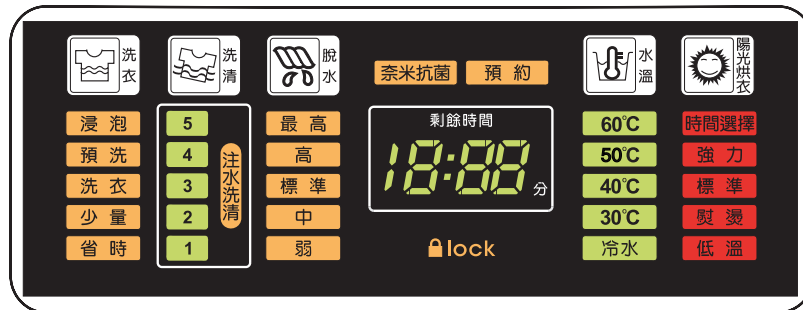 洗衣
洗清
脫水
奈米抗菌
預約
水溫
陽光烘衣
浸泡
預洗
洗衣
少量
省時
5
4
3
2
1
注水洗清
最高
高
標準
中
弱
剩餘時間
18:88
分
lock
60℃
50℃
40℃
30℃
冷水
時間選擇
強力
標準
熨燙
低溫